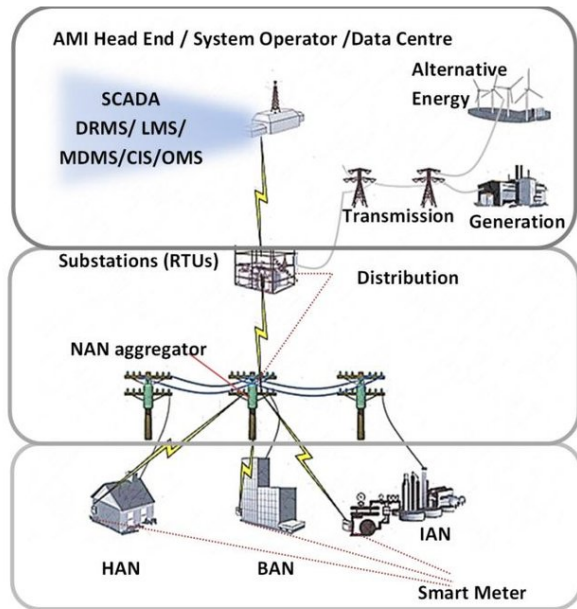 AMI Head End / System Operator /Data Centre
Alternative
Energy
SCADA
DRMS/ LMS/
MDMS/CIS/OMS
Transmission
Generation
Substations (RTUs)
Distribution
NAN aggregator
HAN
BAN
IAN
Smart Meter